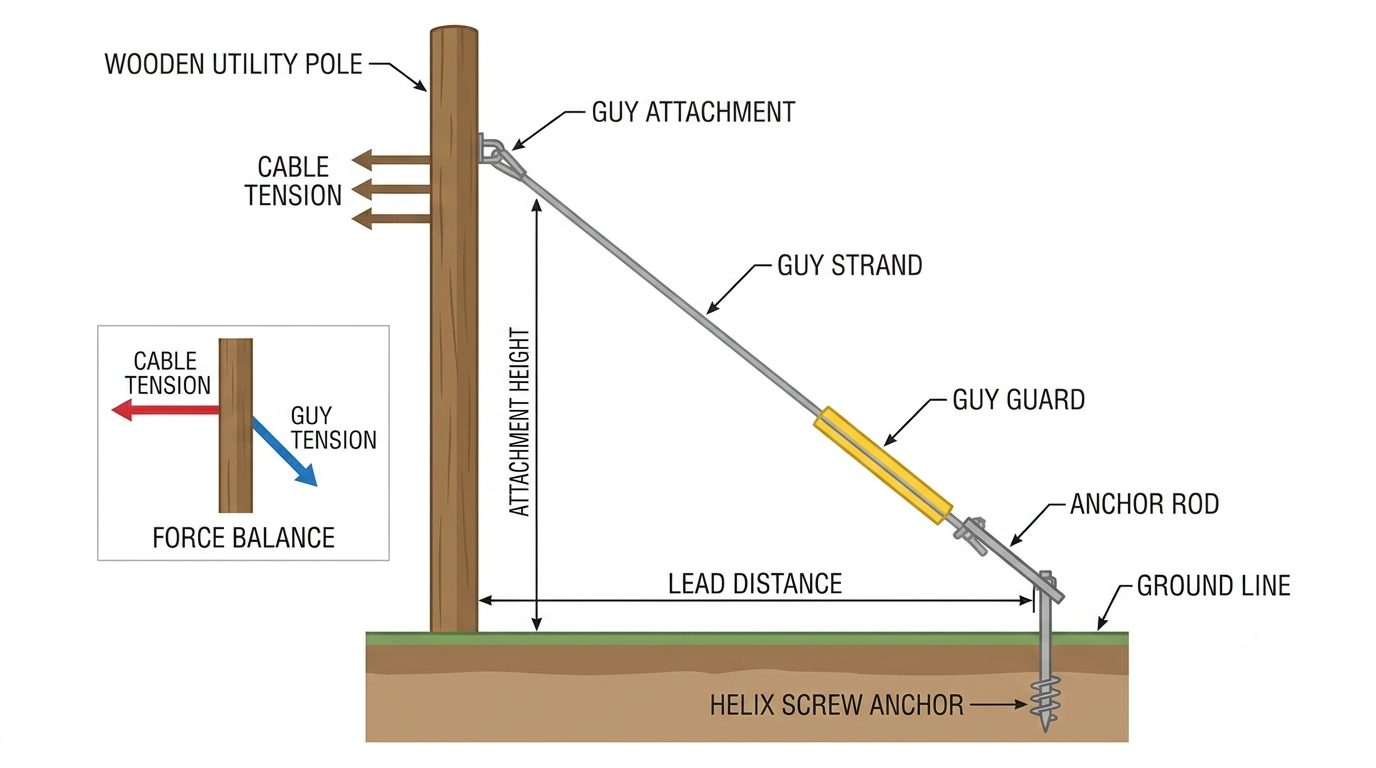 WOODEN UTILITY POLE
GUY ATTACHMENT
CABLE
TENSION
GUY STRAND
ATTACHMENT HEIGHT
CABLE
TENSION
GUY
TENSION
FORCE BALANCE
GUY GUARD
ANCHOR ROD
LEAD DISTANCE
GROUND LINE
HELIX SCREW ANCHOR